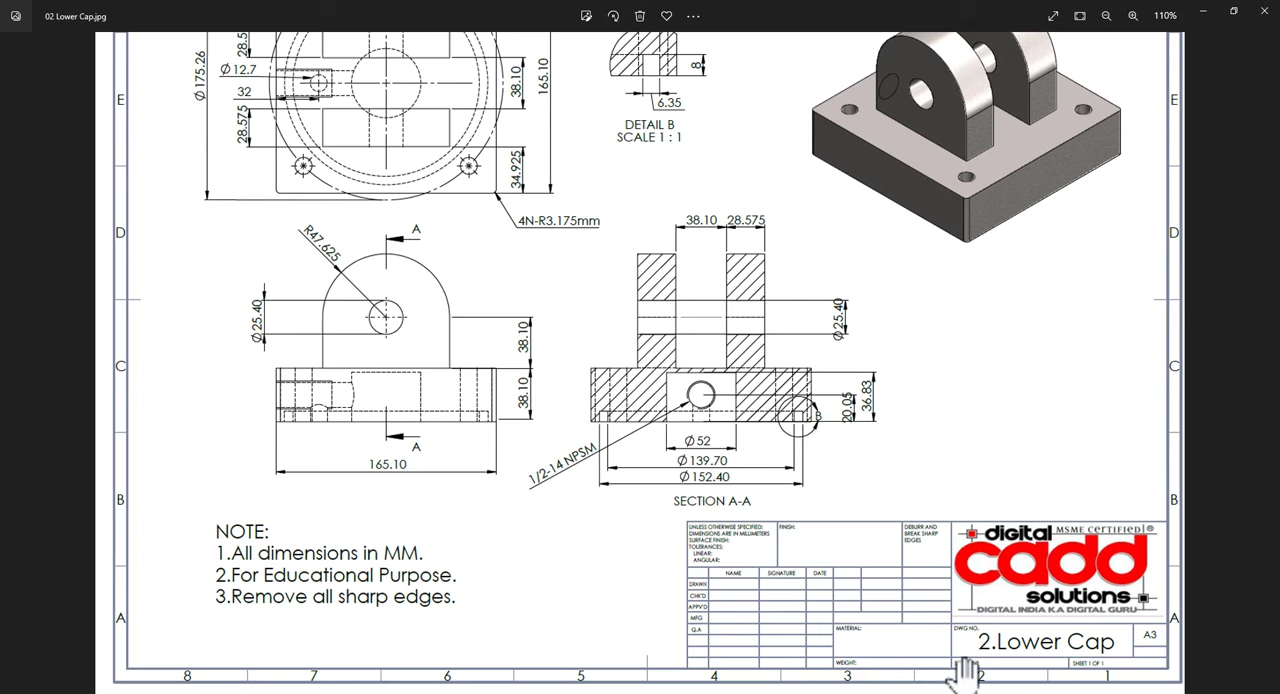 02 Lower Cap.jpg
110%
E
E
D
D
C
C
B
B
A
A
Ø175.26
28.5
Ø12.7
32
28.575
38.10
165.10
34.925
4N-R3.175mm
8
6.35
DETAIL B
SCALE 1 : 1
R47.625
A
Ø25.40
38.10
38.10
A
165.10
38.10
28.575
Ø25.40
B
20.05
36.83
1/2-14 NPSM
Ø52
Ø139.70
Ø152.40
SECTION A-A
NOTE:
1.All dimensions in MM.
2.For Educational Purpose.
3.Remove all sharp edges.
UNLESS OTHERWISE SPECIFIED:
DIMENSIONS ARE IN MILLIMETERS
SURFACE FINISH:
TOLERANCES:
LINEAR:
ANGULAR:
FINISH:
DEBURR AND
BREAK SHARP
EDGES
NAME
SIGNATURE
DATE
DRAWN
CHK'D
APPV'D
MFG
Q.A
MATERIAL:
WEIGHT:
digital MSME CERTIFIED ®
cadd
solutions
DIGITAL INDIA KA DIGITAL GURU
DWG NO.
2.Lower Cap
A3
SHEET 1 OF 1
8
7
6
5
4
3
2
1